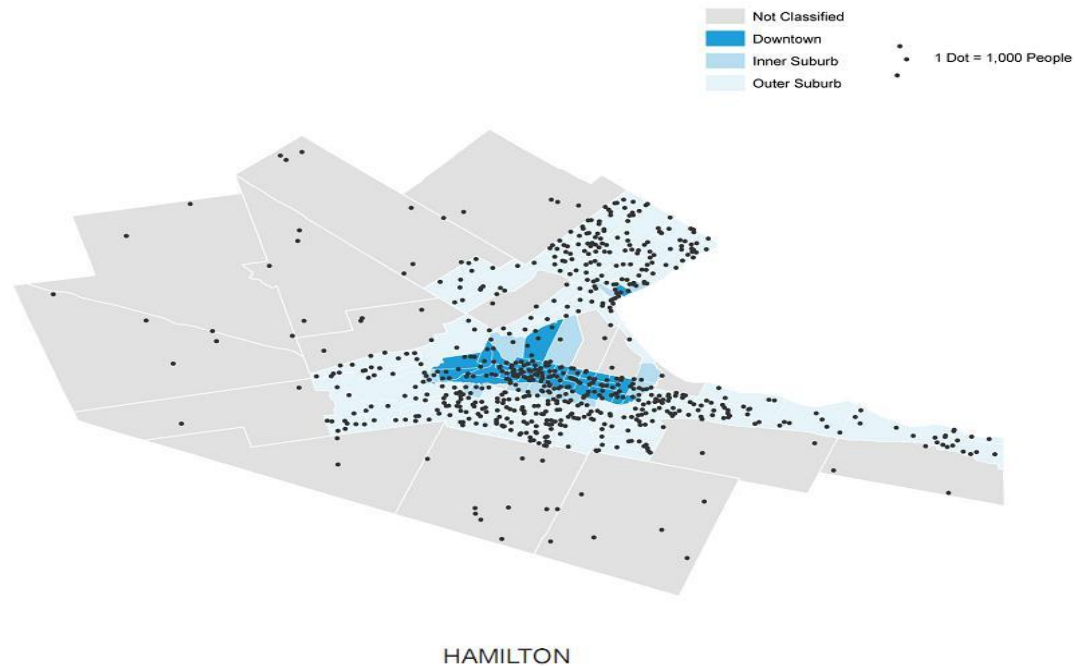 Not Classified
Downtown
Inner Suburb
Outer Suburb
1 Dot = 1,000 People
HAMILTON